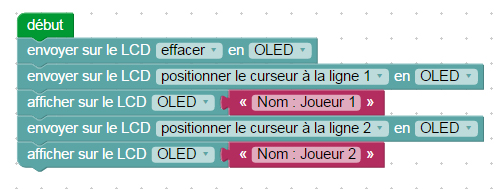 début
envoyer sur le LCD effacer en OLED
envoyer sur le LCD positionner le curseur à la ligne 1 en OLED
afficher sur le LCD OLED « Nom : Joueur 1 »
envoyer sur le LCD positionner le curseur à la ligne 2 en OLED
afficher sur le LCD OLED « Nom : Joueur 2 »